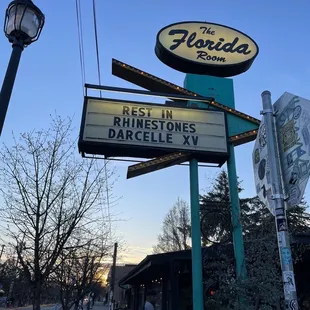 The
Florida
Room
REST IN
RHINESTONES
DARCELLE XV